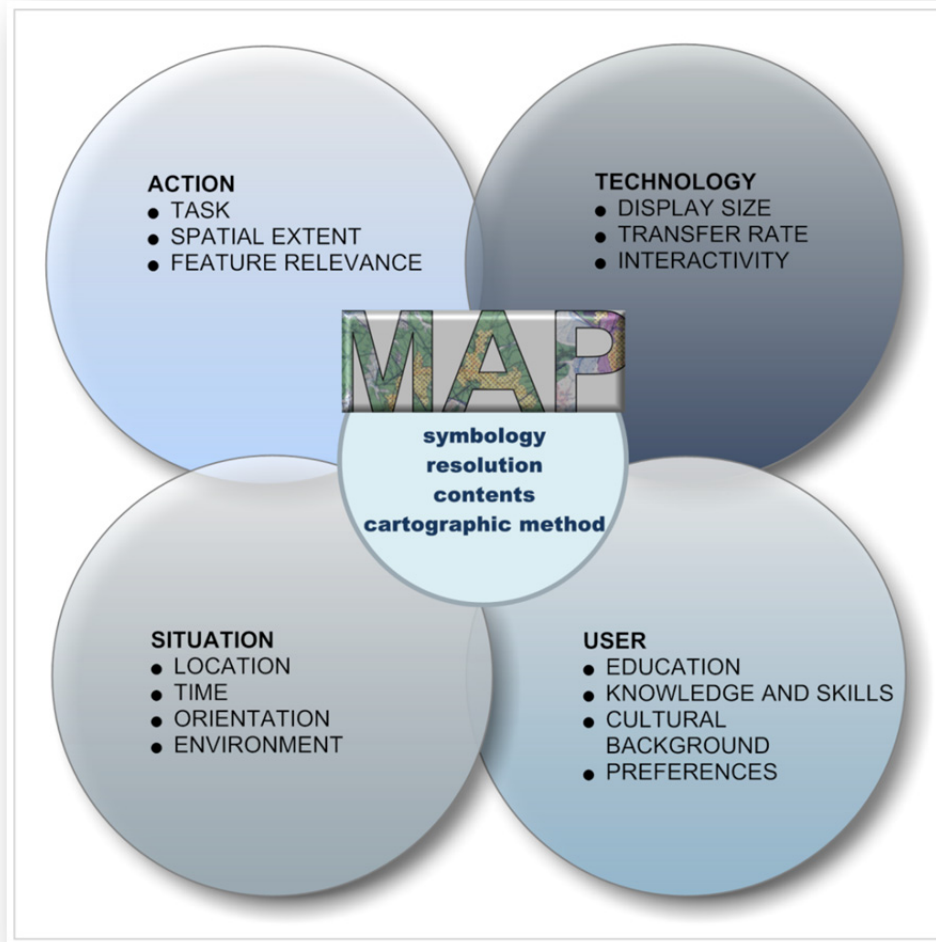 ACTION
● TASK
● SPATIAL EXTENT
● FEATURE RELEVANCE
TECHNOLOGY
● DISPLAY SIZE
● TRANSFER RATE
● INTERACTIVITY
MAP
symbology
resolution
contents
cartographic method
SITUATION
● LOCATION
● TIME
● ORIENTATION
● ENVIRONMENT
USER
● EDUCATION
● KNOWLEDGE AND SKILLS
● CULTURAL
BACKGROUND
● PREFERENCES